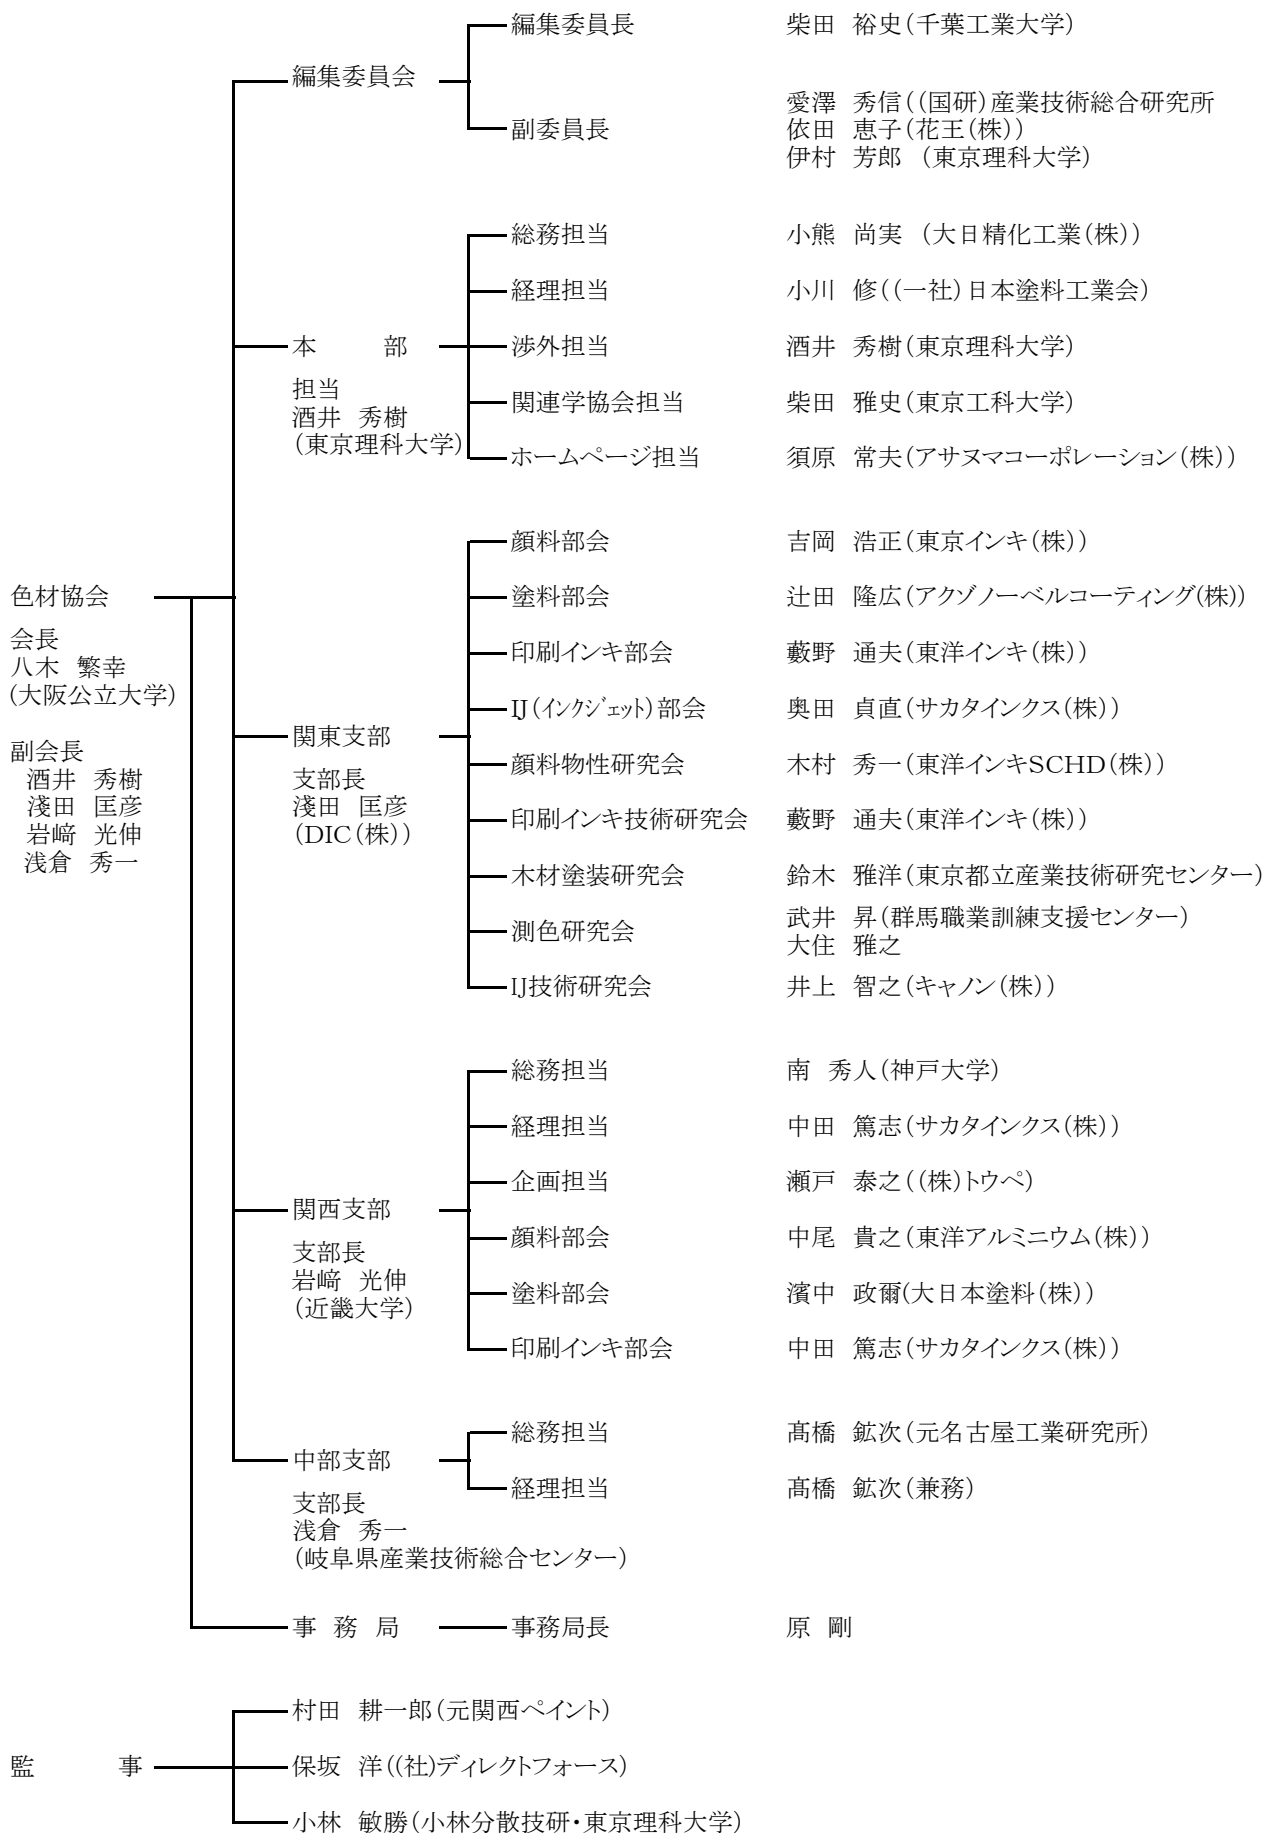 編集委員長 柴田 裕史(千葉工業大学)
編集委員会
愛澤 秀信((国研)産業技術総合研究所
副委員長 依田 恵子(花王(株))
伊村 芳郎 (東京理科大学)
総務担当 小熊 尚実 (大日精化工業(株))
経理担当 小川 修((一社)日本塗料工業会)
本 部 渉外担当 酒井 秀樹(東京理科大学)
担当
酒井 秀樹
(東京理科大学)
関連学協会担当 柴田 雅史(東京工科大学)
ホームページ担当 須原 常夫(アサヌマコーポレーション(株))
色材協会
会長
八木 繁幸
(大阪公立大学)
副会長
酒井 秀樹
淺田 匡彦
岩﨑 光伸
浅倉 秀一
顔料部会 吉岡 浩正(東京インキ(株))
塗料部会 辻田 隆広(アクゾノーベルコーティング(株))
印刷インキ部会 藪野 通夫(東洋インキ(株))
IJ(インクジェット)部会 奥田 貞直(サカタインクス(株))
関東支部
支部長
淺田 匡彦
(DIC(株))
顔料物性研究会 木村 秀一(東洋インキSCHD(株))
印刷インキ技術研究会 藪野 通夫(東洋インキ(株))
木材塗装研究会 鈴木 雅洋(東京都立産業技術研究センター)
測色研究会 武井 昇(群馬職業訓練支援センター)
大住 雅之
IJ技術研究会 井上 智之(キャノン(株))
総務担当 南 秀人(神戸大学)
経理担当 中田 篤志(サカタインクス(株))
企画担当 瀬戸 泰之((株)トウペ)
関西支部
支部長
岩﨑 光伸
(近畿大学)
顔料部会 中尾 貴之(東洋アルミニウム(株))
塗料部会 濱中 政爾(大日本塗料(株))
印刷インキ部会 中田 篤志(サカタインクス(株))
総務担当 髙橋 鉱次(元名古屋工業研究所)
中部支部
経理担当 髙橋 鉱次(兼務)
支部長
浅倉 秀一
(岐阜県産業技術総合センター)
事 務 局 事務局長 原 剛
村田 耕一郎(元関西ペイント)
監 事 保坂 洋((社)ディレクトフォース)
小林 敏勝(小林分散技研・東京理科大学)